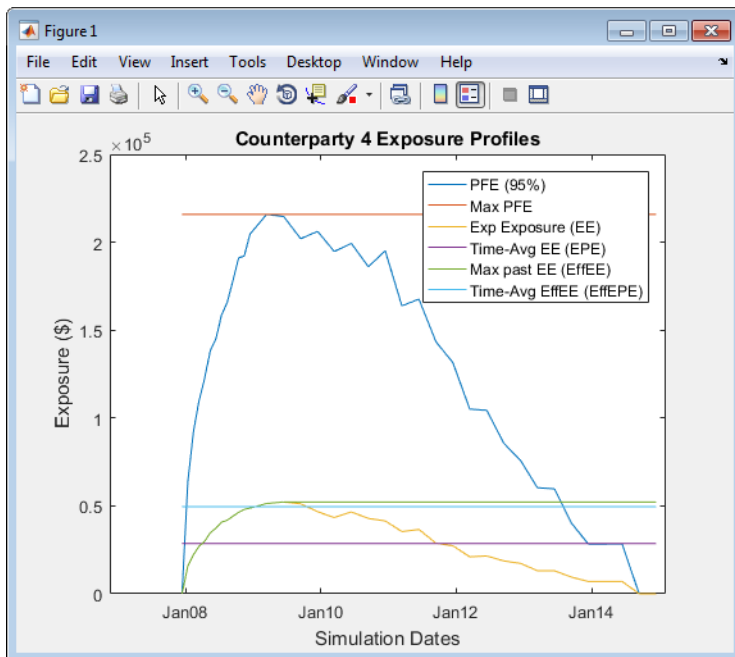 Figure 1
File Edit View Insert Tools Desktop Window Help
Counterparty 4 Exposure Profiles
×10⁵
2.5
2
1.5
1
0.5
0
Exposure ($)
PFE (95%)
Max PFE
Exp Exposure (EE)
Time-Avg EE (EPE)
Max past EE (EffEE)
Time-Avg EffEE (EffEPE)
Jan08 Jan10 Jan12 Jan14
Simulation Dates